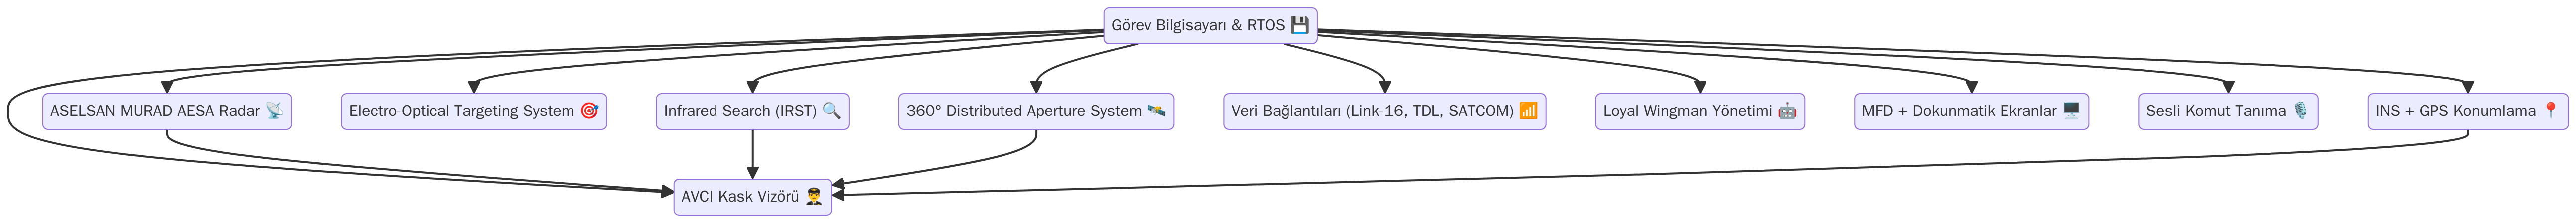 Görev Bilgisayarı & RTOS 💾
ASELSAN MURAD AESA Radar 📡
Electro-Optical Targeting System 🎯
Infrared Search (IRST) 🔍
360° Distributed Aperture System 🛰️
Veri Bağlantıları (Link-16, TDL, SATCOM) 📶
Loyal Wingman Yönetimi 🤖
MFD + Dokunmatik Ekranlar 🖥️
Sesli Komut Tanıma 🎙️
INS + GPS Konumlama 📍
AVCI Kask Vizörü 👨‍✈️